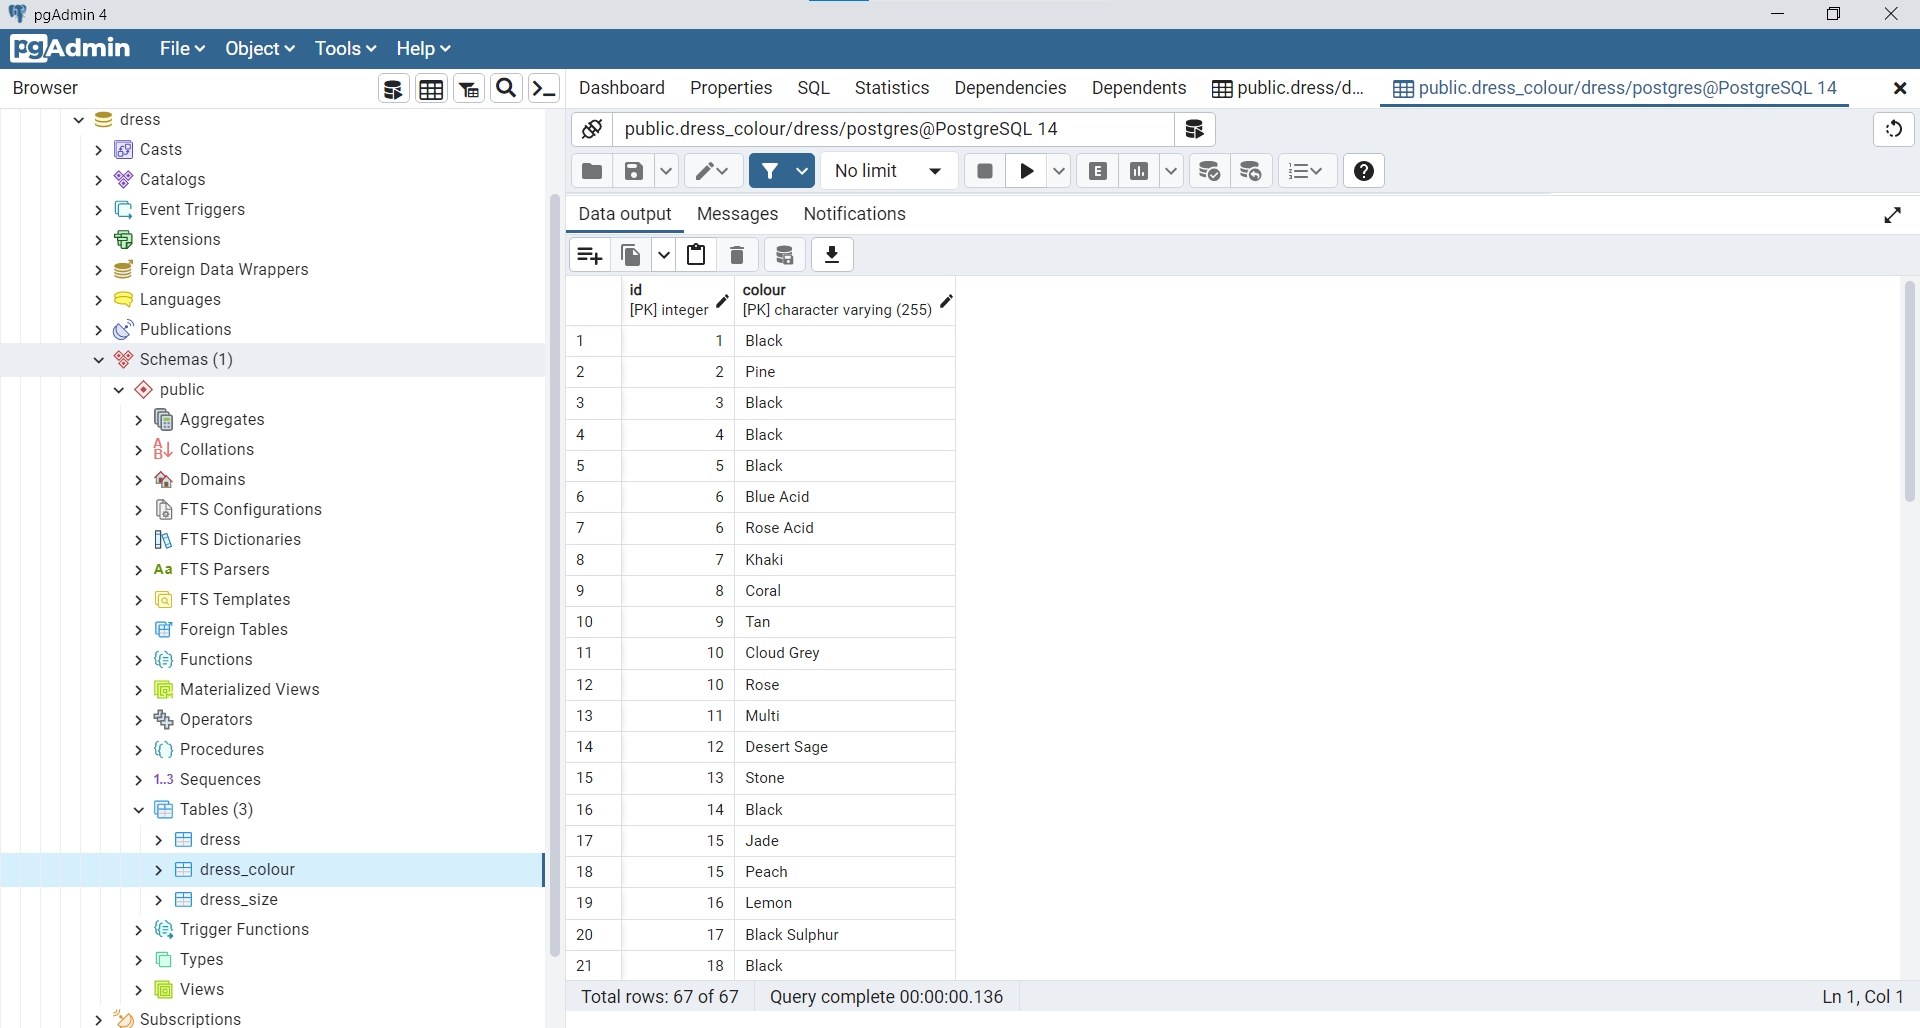 pgAdmin 4
pgAdmin File Object Tools Help
Browser
dress
Casts
Catalogs
Event Triggers
Extensions
Foreign Data Wrappers
Languages
Publications
Schemas (1)
public
Aggregates
Collations
Domains
FTS Configurations
FTS Dictionaries
Aa FTS Parsers
FTS Templates
Foreign Tables
Functions
Materialized Views
Operators
Procedures
1..3 Sequences
Tables (3)
dress
dress_colour
dress_size
Trigger Functions
Types
Views
Subscriptions
Dashboard Properties SQL Statistics Dependencies Dependents public.dress/d... public.dress_colour/dress/postgres@PostgreSQL 14
public.dress_colour/dress/postgres@PostgreSQL 14
No limit E
Data output Messages Notifications
id colour
[PK] integer [PK] character varying (255)
1 1 Black
2 2 Pine
3 3 Black
4 4 Black
5 5 Black
6 6 Blue Acid
7 6 Rose Acid
8 7 Khaki
9 8 Coral
10 9 Tan
11 10 Cloud Grey
12 10 Rose
13 11 Multi
14 12 Desert Sage
15 13 Stone
16 14 Black
17 15 Jade
18 15 Peach
19 16 Lemon
20 17 Black Sulphur
21 18 Black
Total rows: 67 of 67 Query complete 00:00:00.136 Ln 1, Col 1